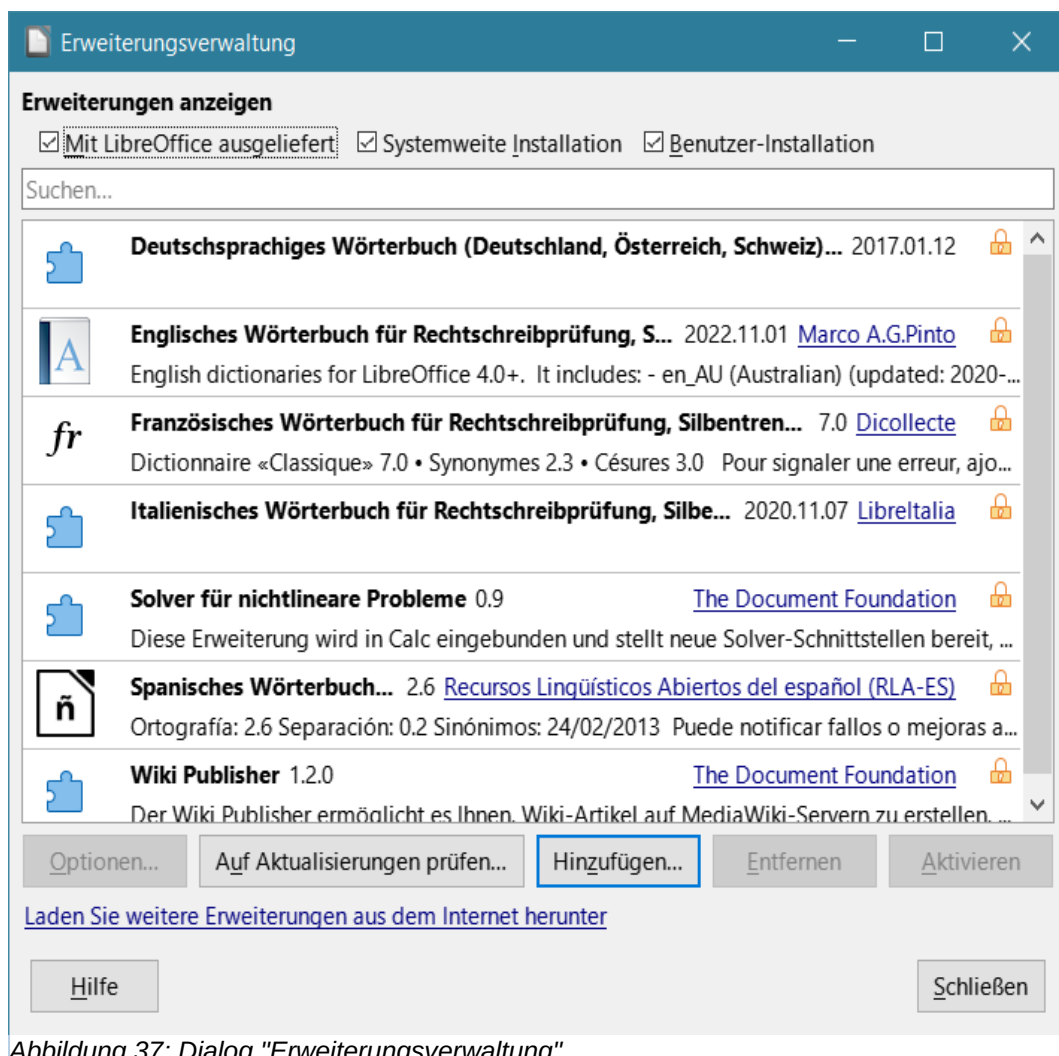 Erweiterungsverwaltung
Erweiterungen anzeigen
Mit LibreOffice ausgeliefert Systemweite Installation Benutzer-Installation
Suchen...
Deutschsprachiges Wörterbuch (Deutschland, Österreich, Schweiz)... 2017.01.12
A
Englisches Wörterbuch für Rechtschreibprüfung, S... 2022.11.01 Marco A.G.Pinto
English dictionaries for LibreOffice 4.0+. It includes: - en_AU (Australian) (updated: 2020-...
fr
Französisches Wörterbuch für Rechtschreibprüfung, Silbentren... 7.0 Dicollecte
Dictionnaire «Classique» 7.0 • Synonymes 2.3 • Césures 3.0 Pour signaler une erreur, ajo...
Italienisches Wörterbuch für Rechtschreibprüfung, Silbe... 2020.11.07 LibreItalia
Solver für nichtlineare Probleme 0.9 The Document Foundation
Diese Erweiterung wird in Calc eingebunden und stellt neue Solver-Schnittstellen bereit, ...
ñ
Spanisches Wörterbuch... 2.6 Recursos Lingüísticos Abiertos del español (RLA-ES)
Ortografía: 2.6 Separación: 0.2 Sinónimos: 24/02/2013 Puede notificar fallos o mejoras a...
Wiki Publisher 1.2.0 The Document Foundation
Der Wiki Publisher ermöglicht es Ihnen, Wiki-Artikel auf MediaWiki-Servern zu erstellen, ...
Optionen... Auf Aktualisierungen prüfen... Hinzufügen... Entfernen Aktivieren
Laden Sie weitere Erweiterungen aus dem Internet herunter
Hilfe Schließen
Abbildung 37: Dialog "Erweiterungsverwaltung"